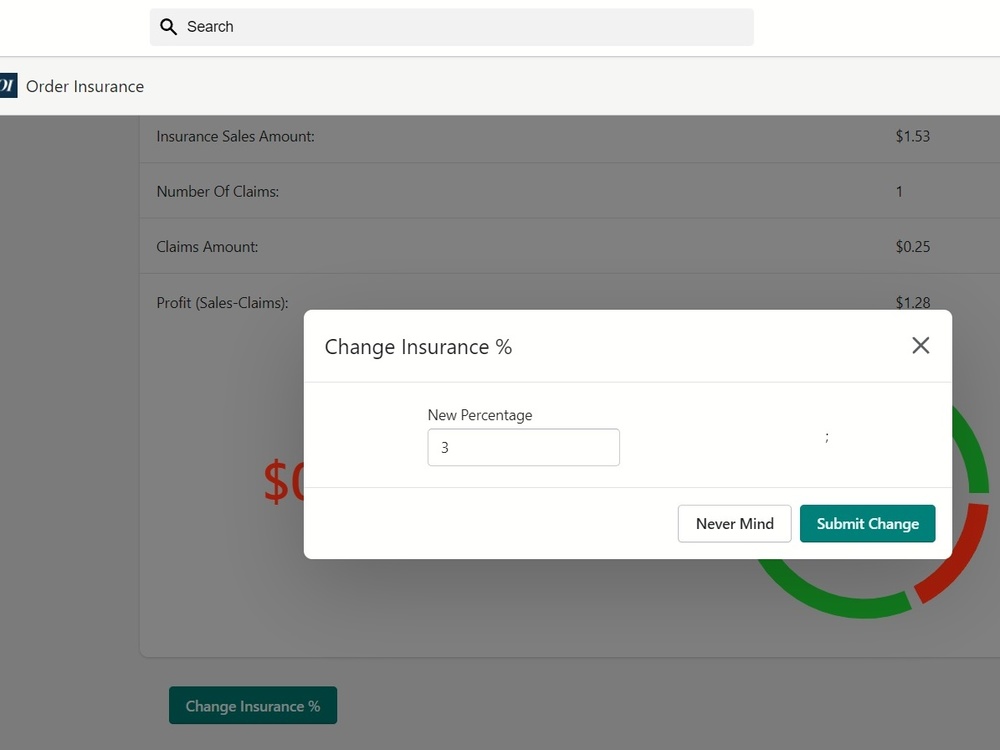 Search
Order Insurance
Insurance Sales Amount: $1.53
Number Of Claims: 1
Claims Amount: $0.25
Profit (Sales-Claims): $1.28
Change Insurance %
New Percentage
;
3
Never Mind Submit Change
Change Insurance %